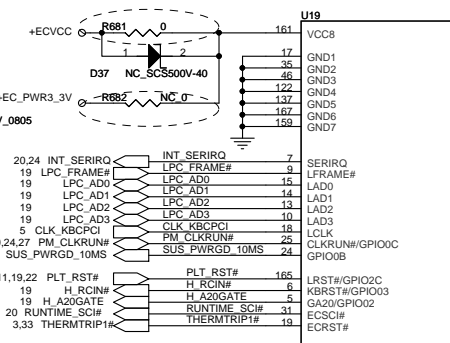 U19
+ECVCC R681 0 161 VCC8
1 2 17 GND1
35 GND2
D37 NC_SCS500V-40 46 GND3
122 GND4
-EC_PWR3_3V R682 NC_0 137 GND5
167 GND6
V_0805 159 GND7
20,24 INT_SERIRQ INT_SERIRQ 7 SERIRQ
19 LPC_FRAME# LPC_FRAME# 9 LFRAME#
19 LPC_AD0 LPC_AD0 15 LAD0
19 LPC_AD1 LPC_AD1 14 LAD1
19 LPC_AD2 LPC_AD2 13 LAD2
19 LPC_AD3 LPC_AD3 10 LAD3
5 CLK_KBCPCI CLK_KBCPCI 18 LCLK
,24,27 PM_CLKRUN# PM_CLKRUN# 25 CLKRUN#/GPIO0C
SUS_PWRGD_10MS SUS_PWRGD_10MS 24 GPIO0B
11,19,22 PLT_RST# PLT_RST# 165 LRST#/GPIO2C
19 H_RCIN# H_RCIN# 6 KBRST#/GPIO03
19 H_A20GATE H_A20GATE 5 GA20/GPIO02
20 RUNTIME_SCI# RUNTIME_SCI# 31 ECSCI#
3,33 THERMTRIP1# THERMTRIP1# 19 ECRST#